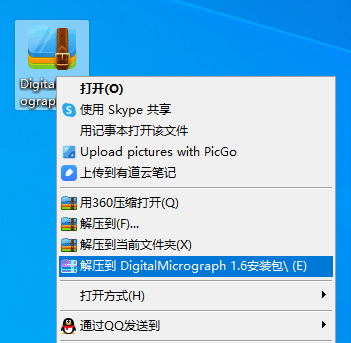 Digital
ograph
打开(O)
使用 Skype 共享
用记事本打开该文件
Upload pictures with PicGo
上传到有道云笔记
用360压缩打开(Q)
解压到(F)...
解压到当前文件夹(X)
解压到 DigitalMicrograph 1.6安装包\ (E)
打开方式(H)
通过QQ发送到